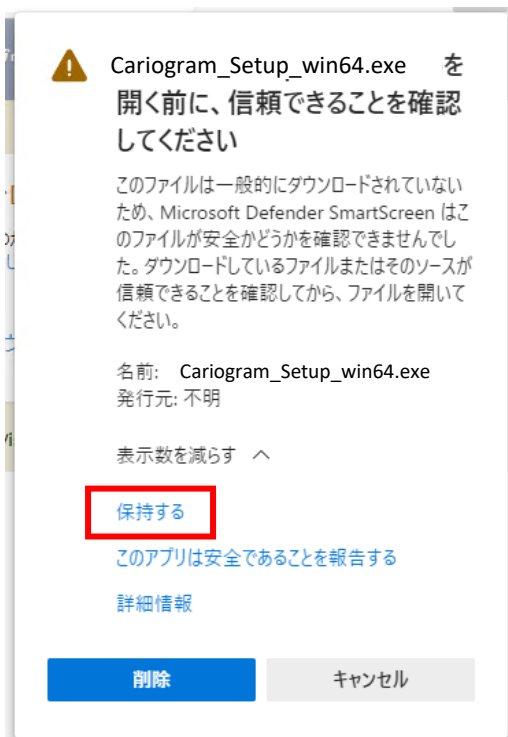 Cariogram_Setup_win64.exe を
開く前に、信頼できることを確認
してください
このファイルは一般的にダウンロードされていない
ため、Microsoft Defender SmartScreen はこ
のファイルが安全かどうかを確認できませんでし
た。ダウンロードしているファイルまたはそのソースが
信頼できることを確認してから、ファイルを開いて
ください。
名前: Cariogram_Setup_win64.exe
発行元: 不明
表示数を減らす
保持する
このアプリは安全であることを報告する
詳細情報
削除
キャンセル